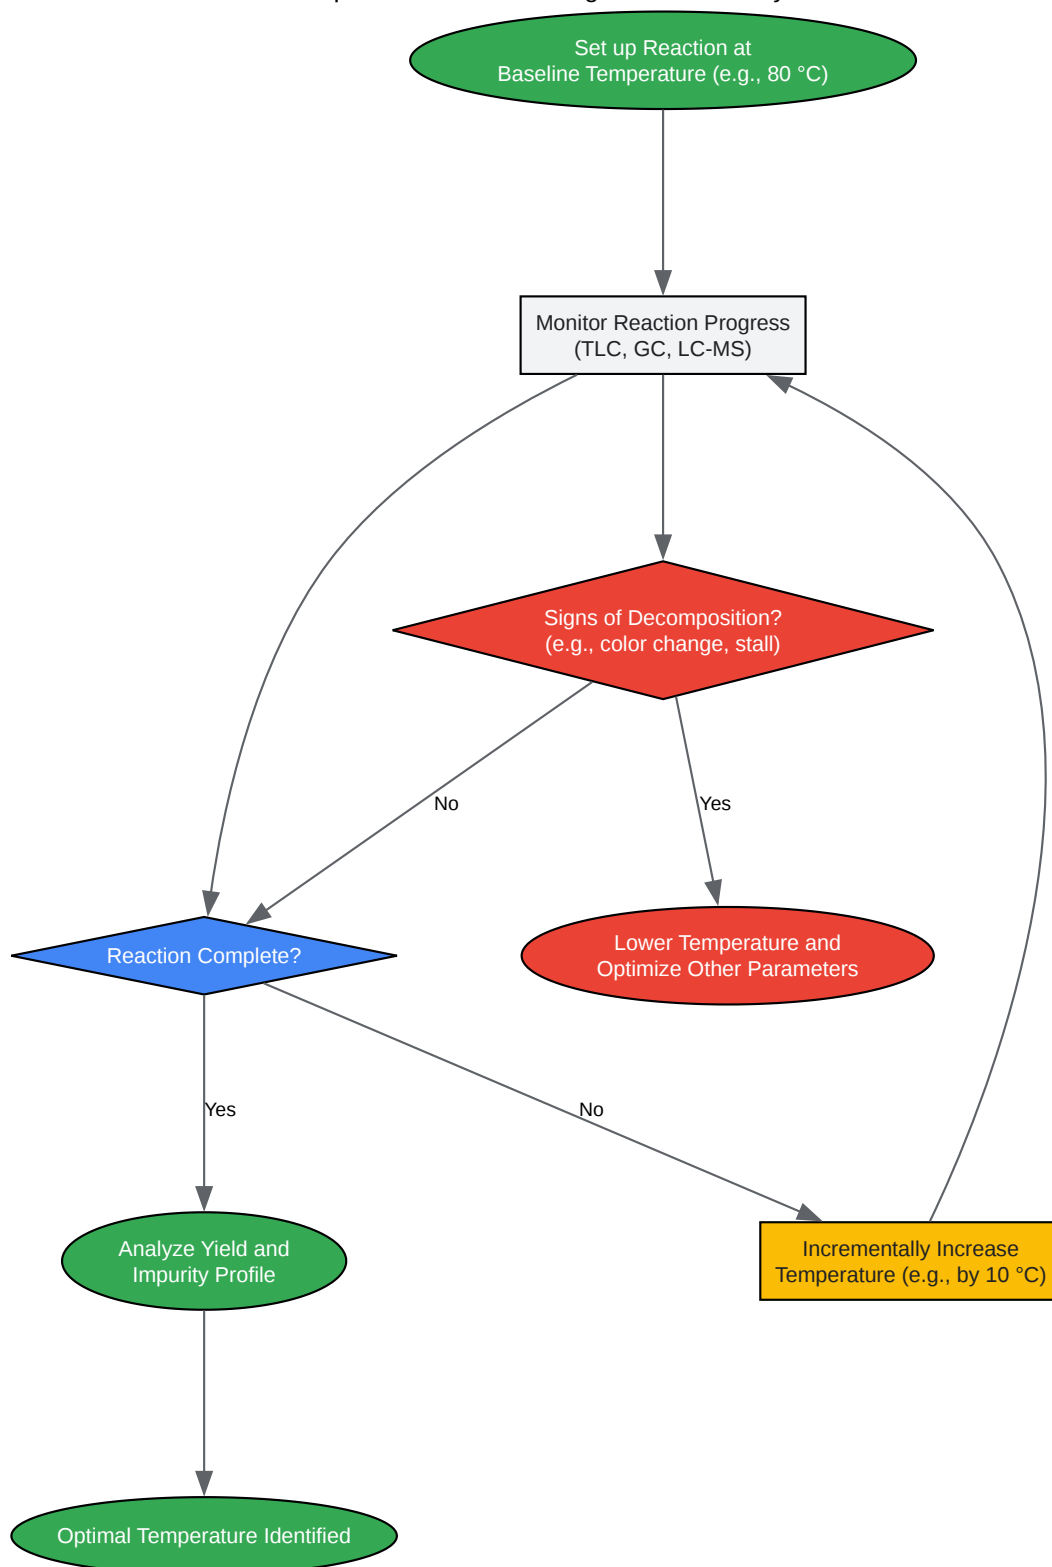 Set up Reaction at
Baseline Temperature (e.g., 80 °C)
Monitor Reaction Progress
(TLC, GC, LC-MS)
Signs of Decomposition?
(e.g., color change, stall)
No
Yes
Reaction Complete?
Lower Temperature and
Optimize Other Parameters
Yes
No
Analyze Yield and
Impurity Profile
Incrementally Increase
Temperature (e.g., by 10 °C)
Optimal Temperature Identified